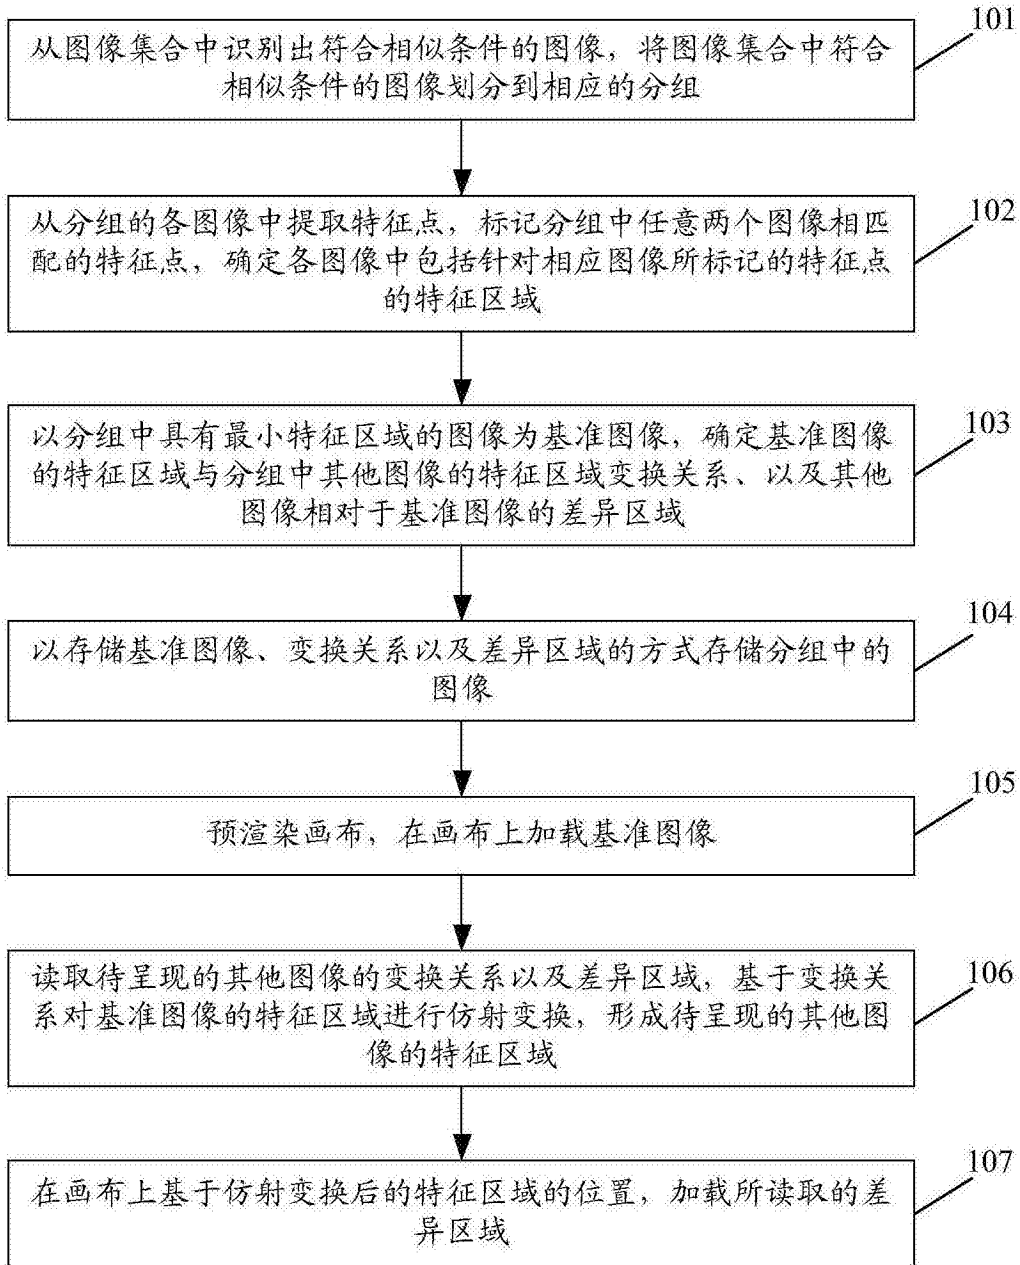 101
从图像集合中识别出符合相似条件的图像，将图像集合中符合
相似条件的图像划分到相应的分组
102
从分组的各图像中提取特征点，标记分组中任意两个图像相匹
配的特征点，确定各图像中包括针对相应图像所标记的特征点
的特征区域
103
以分组中具有最小特征区域的图像为基准图像，确定基准图像
的特征区域与分组中其他图像的特征区域变换关系、以及其他
图像相对于基准图像的差异区域
104
以存储基准图像、变换关系以及差异区域的方式存储分组中的
图像
105
预渲染画布，在画布上加载基准图像
106
读取待呈现的其他图像的变换关系以及差异区域，基于变换关
系对基准图像的特征区域进行仿射变换，形成待呈现的其他图
像的特征区域
107
在画布上基于仿射变换后的特征区域的位置，加载所读取的差
异区域